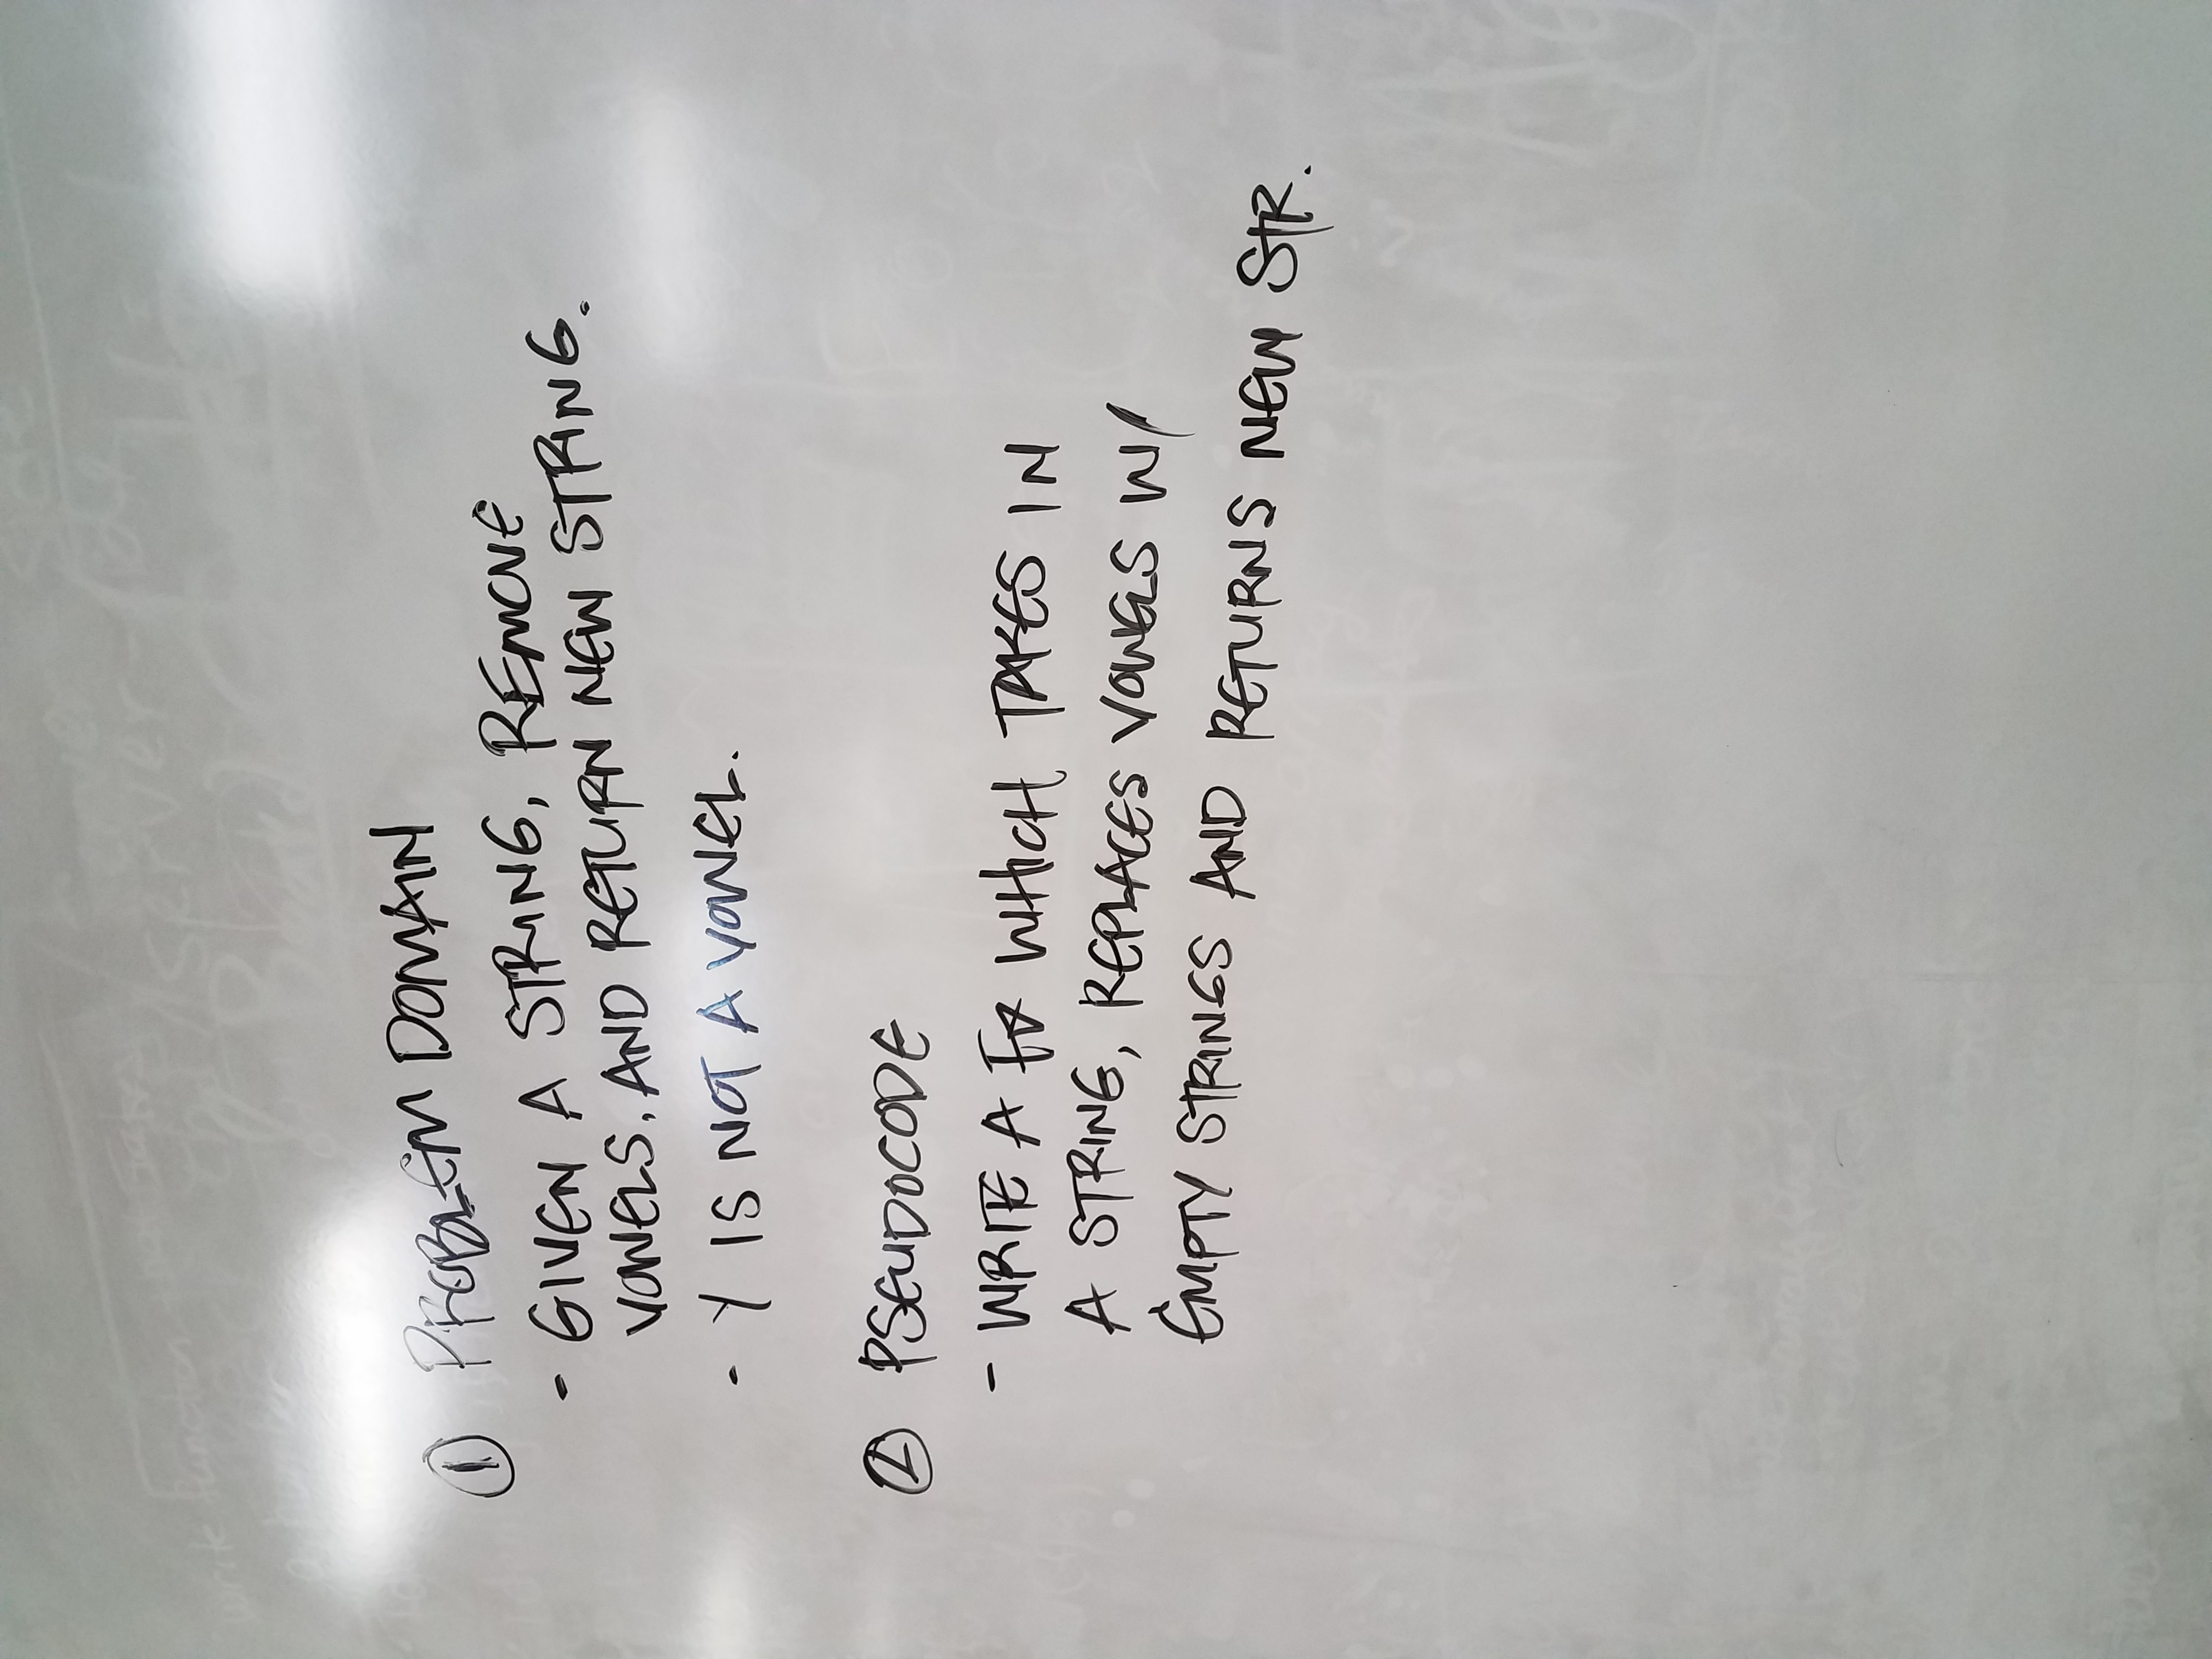 ① PROBLEM DOMAIN
- GIVEN A STRING, REMOVE
VOWELS, AND RETURN NEW STRING.
- Y IS NOT A VOWEL.
② PSEUDOCODE
- WRITE A WHICH TAKES IN
A STRING, REPLACES VOWELS W/
EMPTY STRINGS AND RETURNS NEW STR.